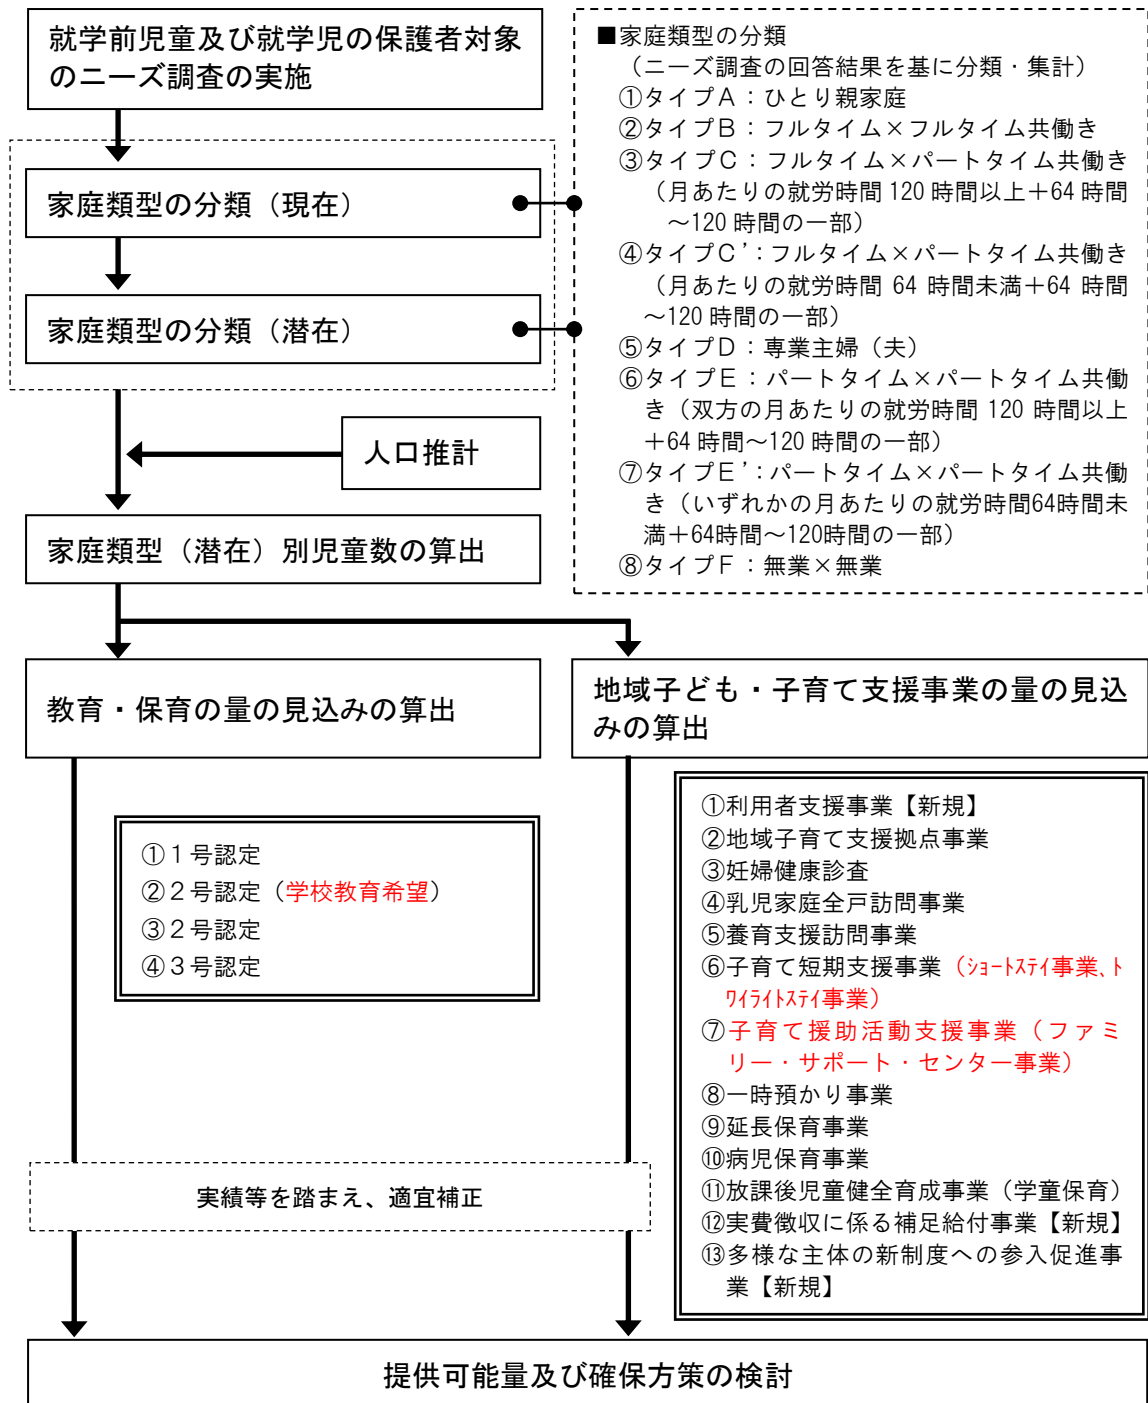 就学前児童及び就学児の保護者対象
のニーズ調査の実施
家庭類型の分類（現在）
家庭類型の分類（潜在）
人口推計
家庭類型（潜在）別児童数の算出
■家庭類型の分類
（ニーズ調査の回答結果を基に分類・集計）
①タイプＡ：ひとり親家庭
②タイプＢ：フルタイム×フルタイム共働き
③タイプＣ：フルタイム×パートタイム共働き
（月あたりの就労時間 120 時間以上＋64 時間
～120 時間の一部）
④タイプＣ’：フルタイム×パートタイム共働き
（月あたりの就労時間 64 時間未満＋64 時間
～120 時間の一部）
⑤タイプＤ：専業主婦（夫）
⑥タイプＥ：パートタイム×パートタイム共働
き（双方の月あたりの就労時間 120 時間以上
＋64 時間～120 時間の一部）
⑦タイプＥ’：パートタイム×パートタイム共働
き（いずれかの月あたりの就労時間64時間未
満＋64時間～120時間の一部）
⑧タイプＦ：無業×無業
教育・保育の量の見込みの算出
①１号認定
②２号認定（学校教育希望）
③２号認定
④３号認定
地域子ども・子育て支援事業の量の見込
みの算出
①利用者支援事業【新規】
②地域子育て支援拠点事業
③妊婦健康診査
④乳児家庭全戸訪問事業
⑤養育支援訪問事業
⑥子育て短期支援事業（ｼｮｰﾄｽﾃｲ事業、ﾄ
ﾜｲﾗｲﾄｽﾃｲ事業）
⑦子育て援助活動支援事業（ファミ
リー・サポート・センター事業）
⑧一時預かり事業
⑨延長保育事業
⑩病児保育事業
⑪放課後児童健全育成事業（学童保育）
⑫実費徴収に係る補足給付事業【新規】
⑬多様な主体の新制度への参入促進事
業【新規】
実績等を踏まえ、適宜補正
提供可能量及び確保方策の検討